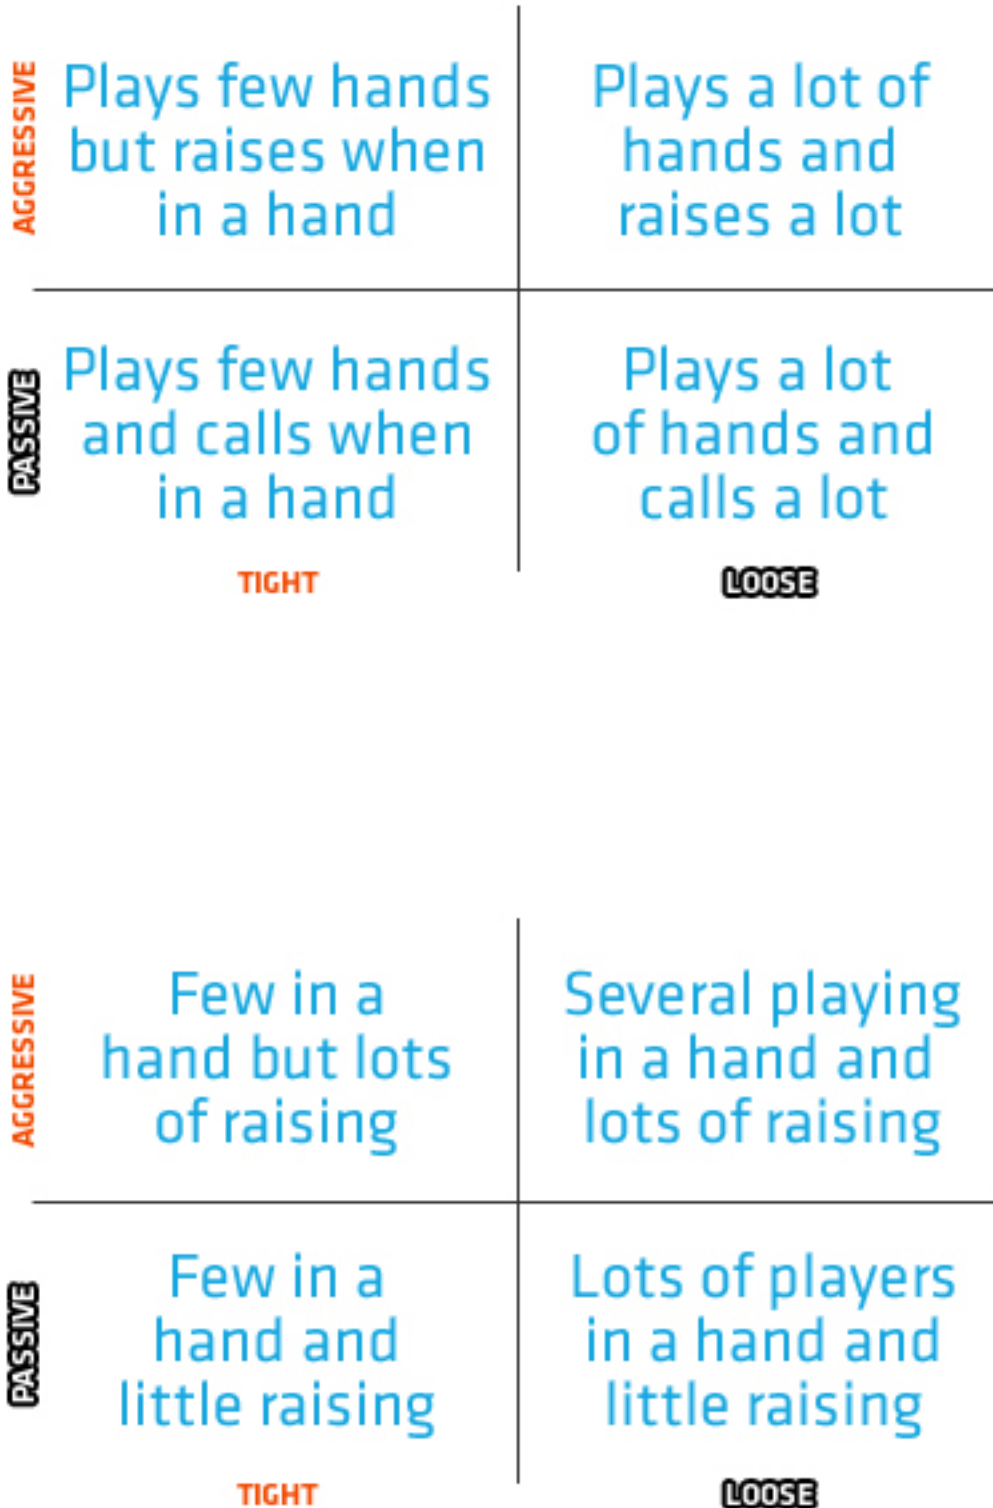 AGGRESSIVE
Plays few hands
but raises when
in a hand
Plays a lot of
hands and
raises a lot
PASSIVE
Plays few hands
and calls when
in a hand
Plays a lot
of hands and
calls a lot
TIGHT
LOOSE
AGGRESSIVE
Few in a
hand but lots
of raising
Several playing
in a hand and
lots of raising
PASSIVE
Few in a
hand and
little raising
Lots of players
in a hand and
little raising
TIGHT
LOOSE